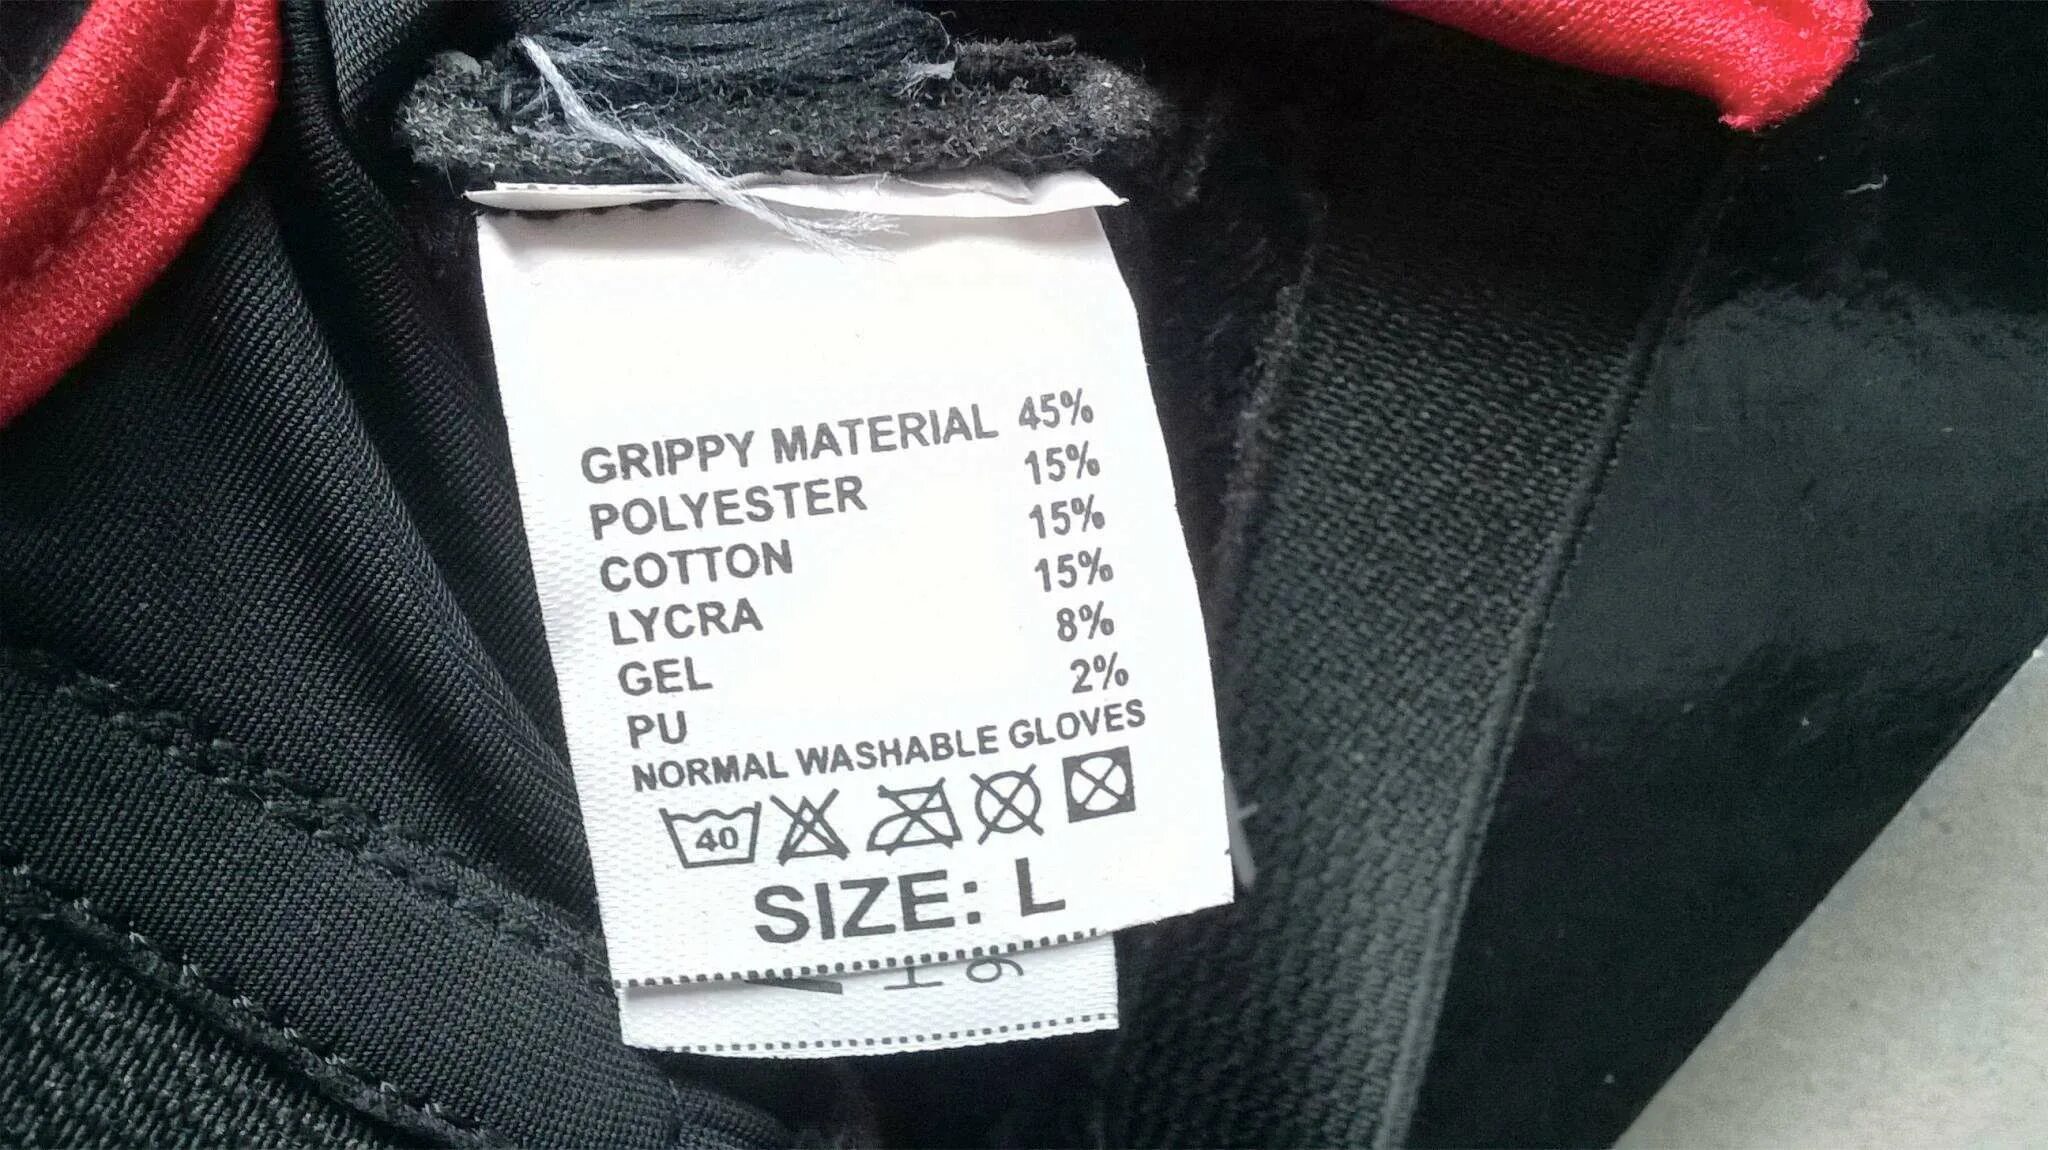 GRIPPY MATERIAL 45%
POLYESTER 15%
COTTON 15%
LYCRA 15%
GEL 8%
PU 2%
NORMAL WASHABLE GLOVES
40
SIZE: L